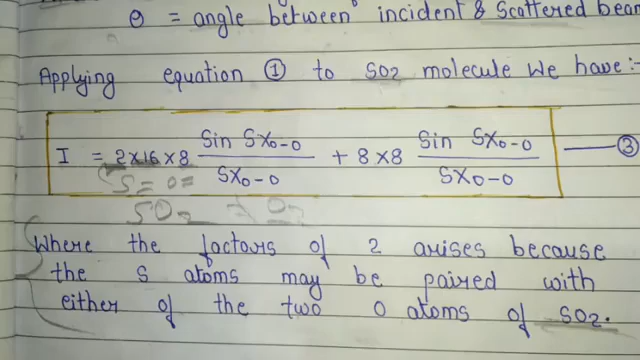 θ = angle between incident & scattered beam
Applying equation ① to SO2 molecule we have:-
I = 2×16×8 Sin SX0-0 / SX0-0 + 8×8 Sin SX0-0 / SX0-0 — ③
S= O=
SO2 O2
Where the factors of 2 arises because
the S atoms may be paired with
either of the two O atoms of SO2.